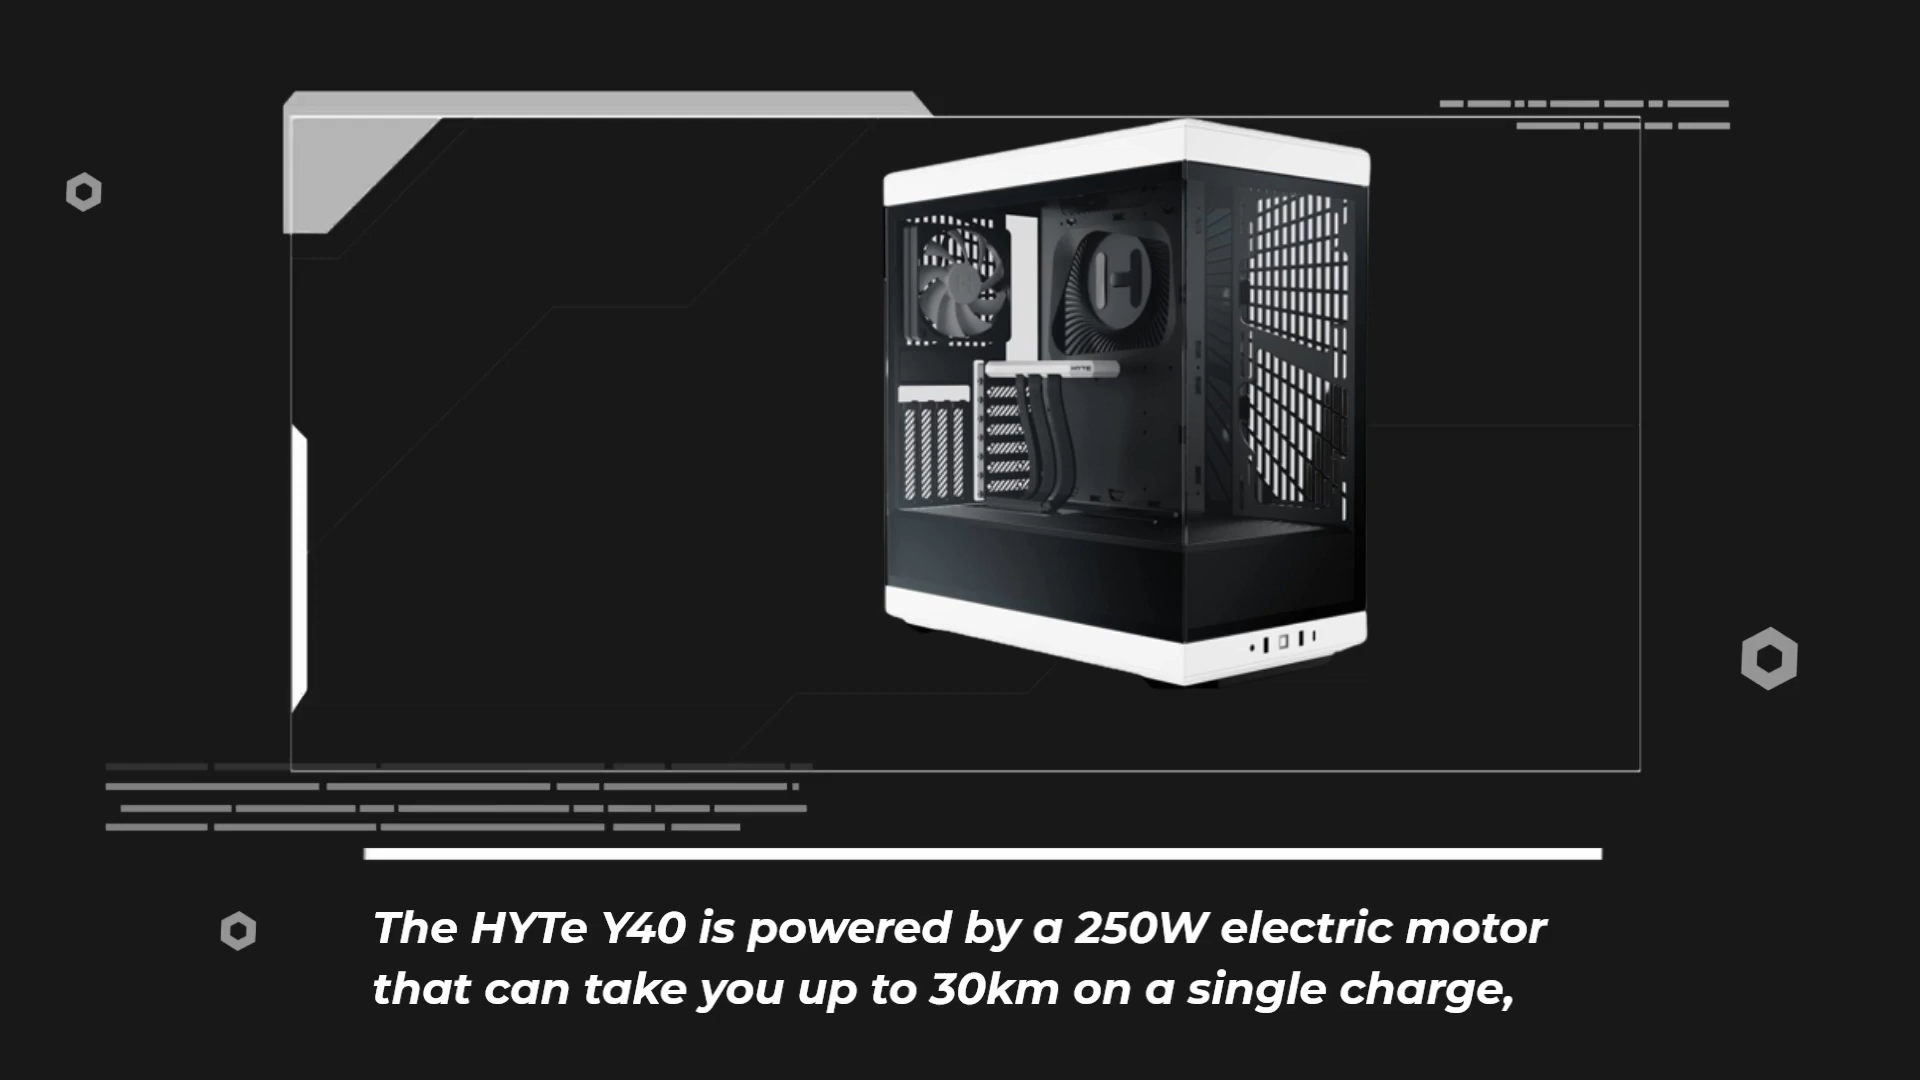 HYTE
The HYTe Y40 is powered by a 250W electric motor
that can take you up to 30km on a single charge,